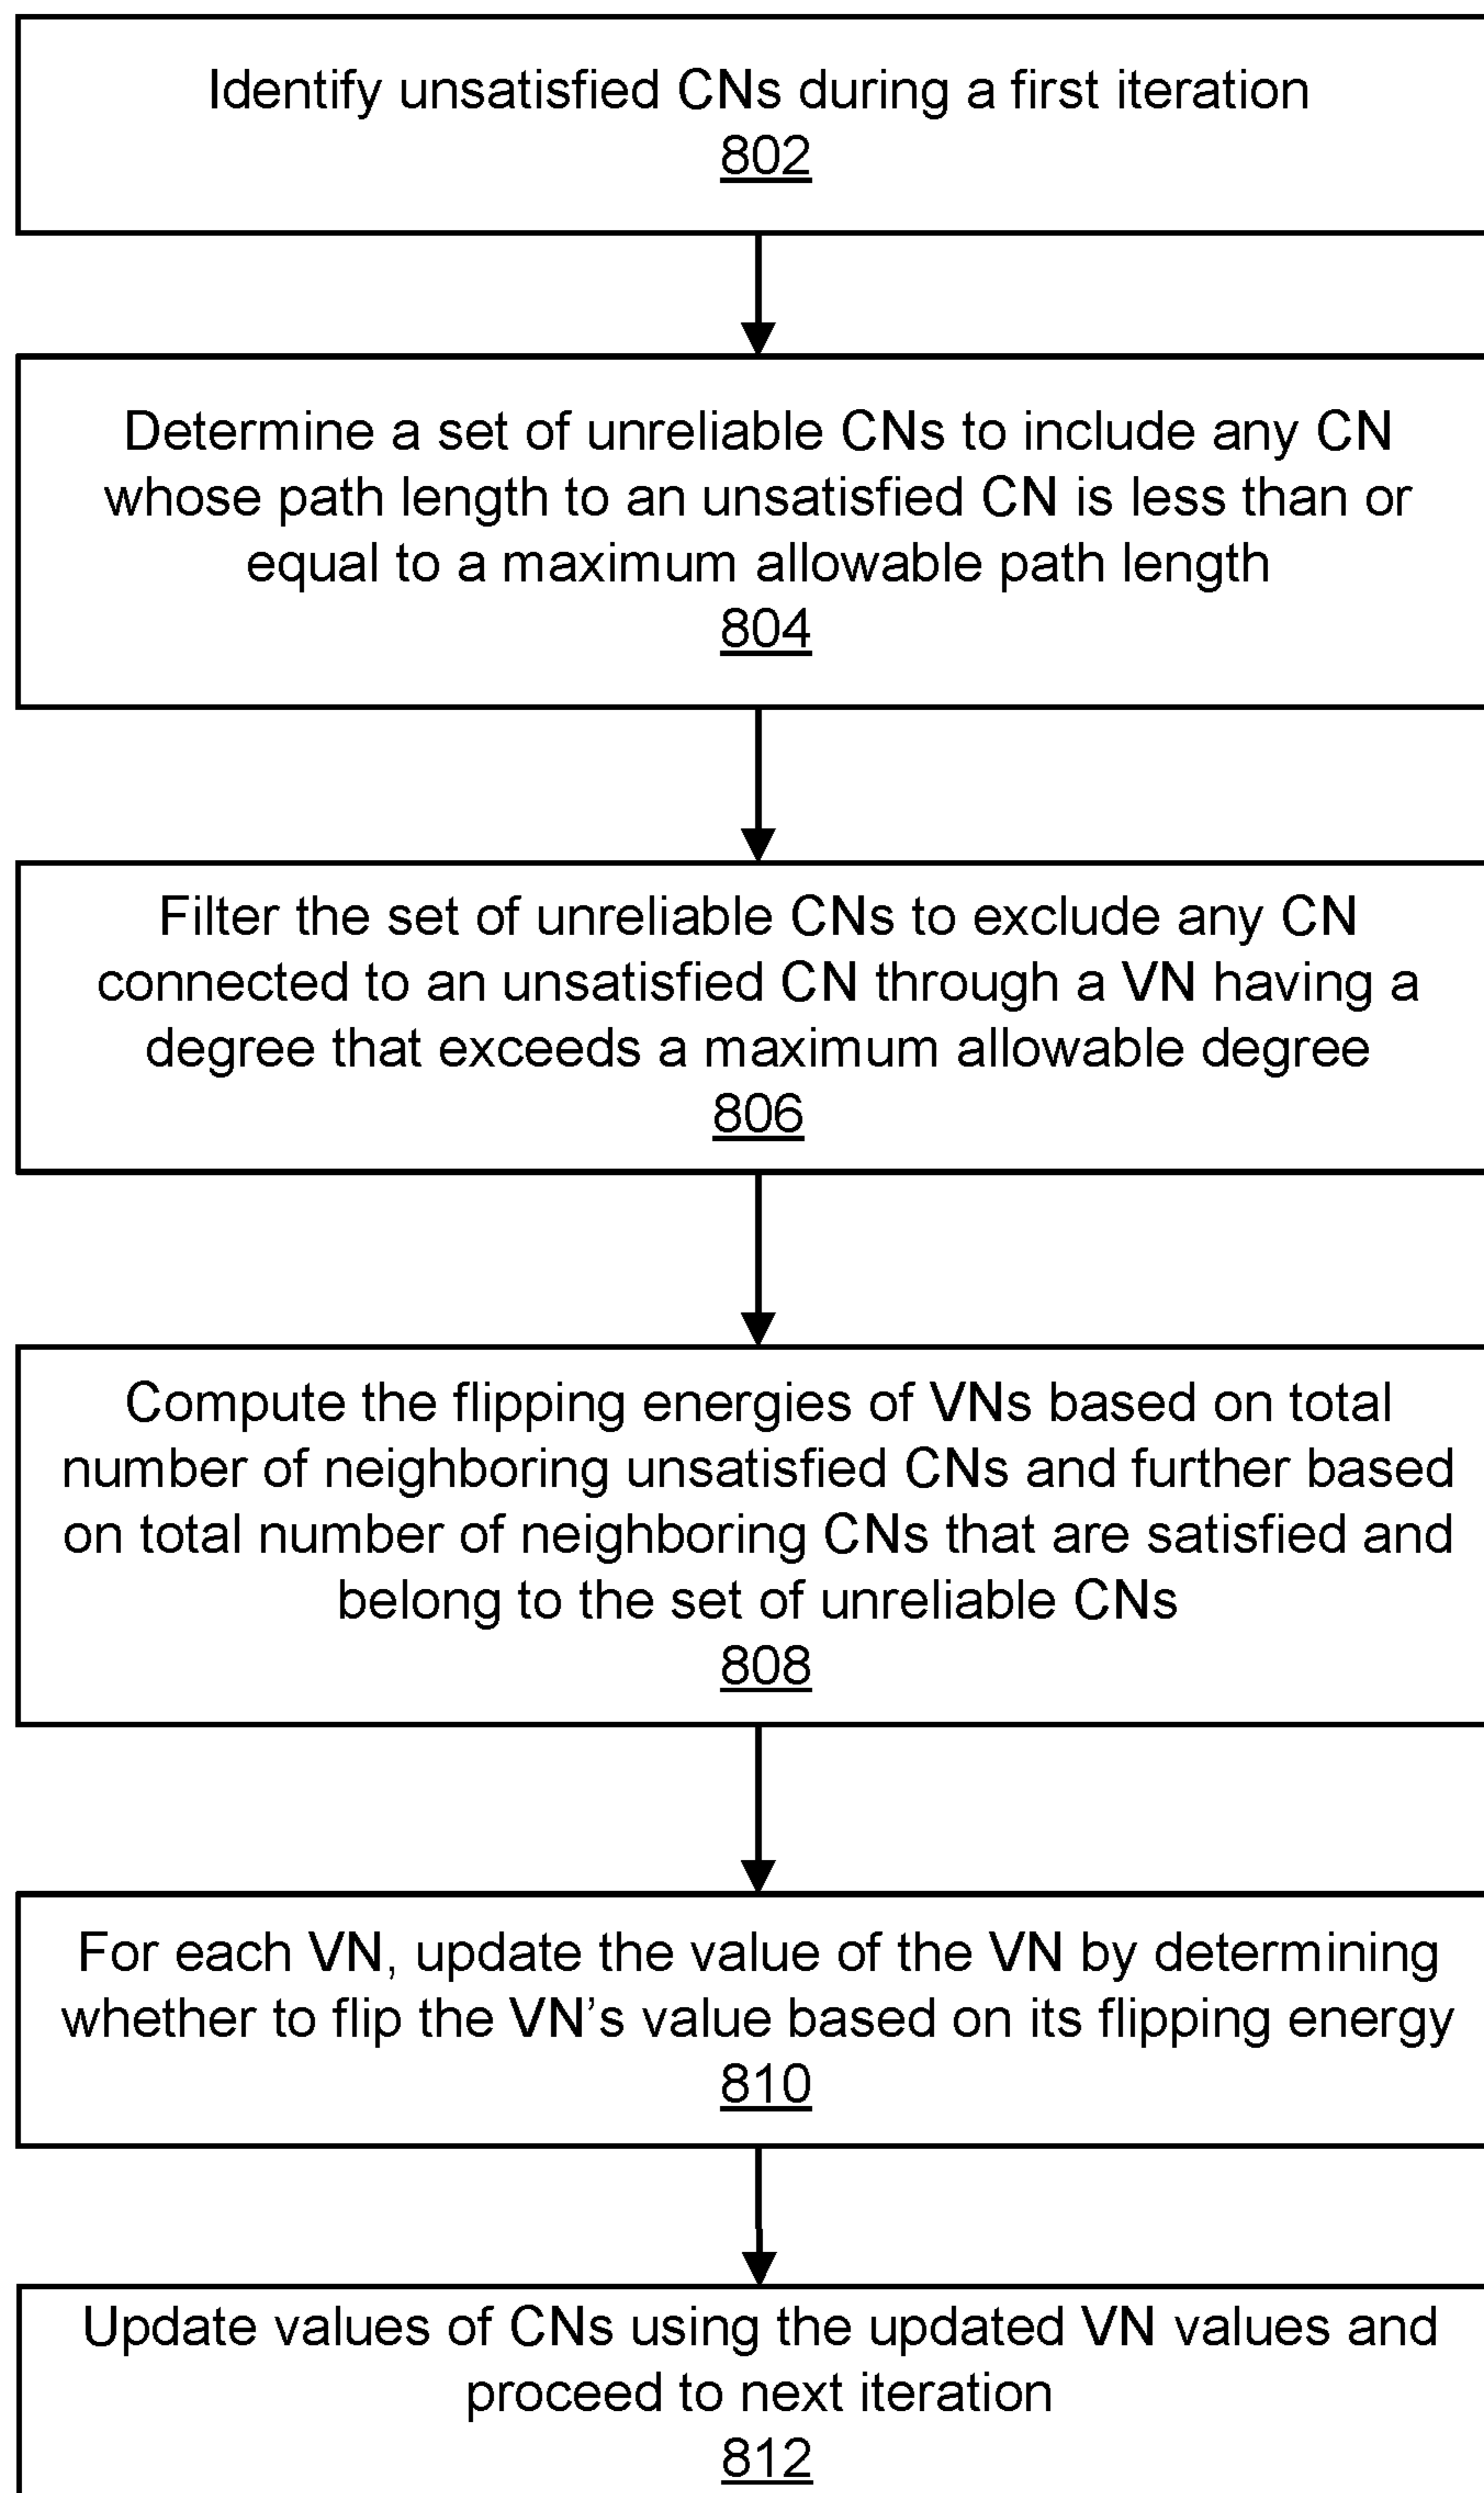 Identify unsatisfied CNs during a first iteration
802
Determine a set of unreliable CNs to include any CN
whose path length to an unsatisfied CN is less than or
equal to a maximum allowable path length
804
Filter the set of unreliable CNs to exclude any CN
connected to an unsatisfied CN through a VN having a
degree that exceeds a maximum allowable degree
806
Compute the flipping energies of VNs based on total
number of neighboring unsatisfied CNs and further based
on total number of neighboring CNs that are satisfied and
belong to the set of unreliable CNs
808
For each VN, update the value of the VN by determining
whether to flip the VN’s value based on its flipping energy
810
Update values of CNs using the updated VN values and
proceed to next iteration
812